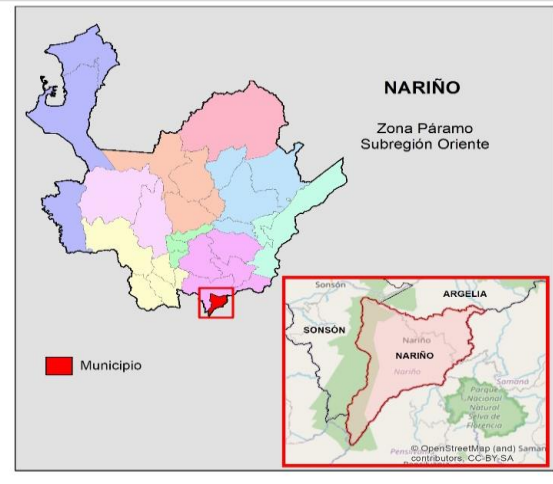 NARIÑO
Zona Páramo
Subregión Oriente
Municipio
Sonsón
ARGELIA
SONSÓN
Nariño
NARIÑO
Nariño
Samaná
Parque
Nacional
Natural
Selva de
Florencia
© OpenStreetMap (and) Saman
contributors, CC-BY-SA